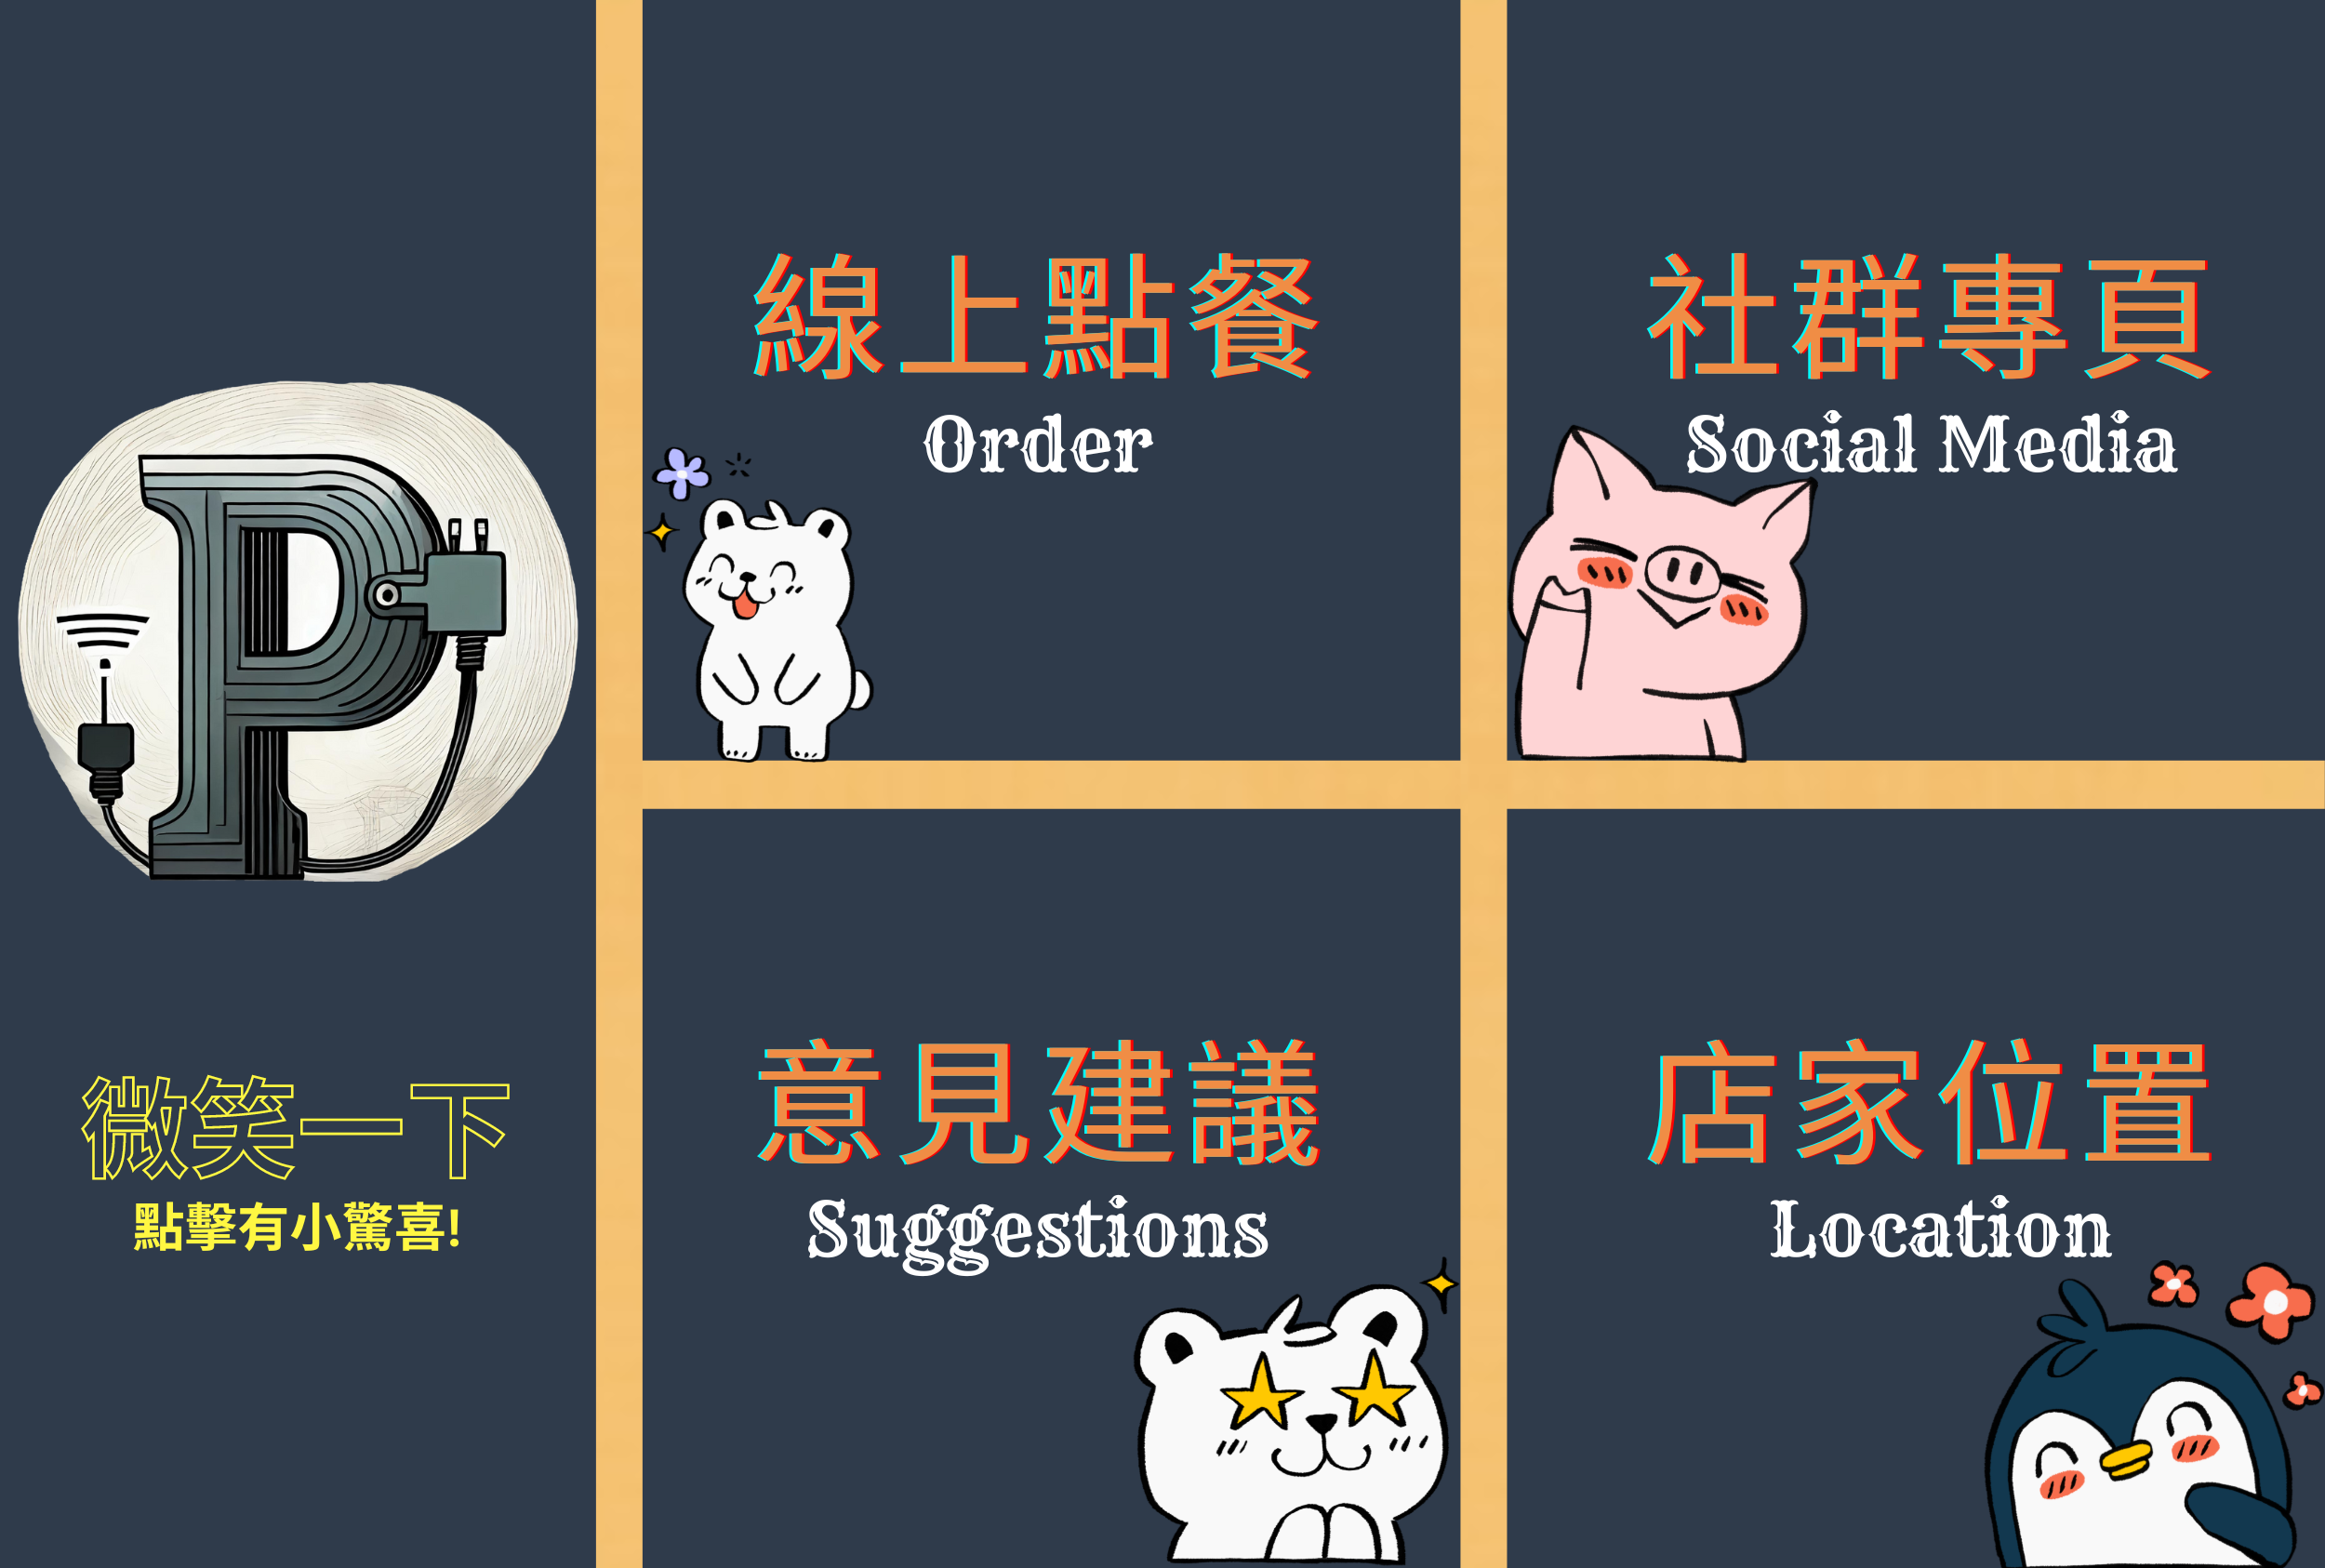 線上點餐
Order
社群專頁
Social Media
P
微笑一下
點擊有小驚喜!
意見建議
Suggestions
店家位置
Location